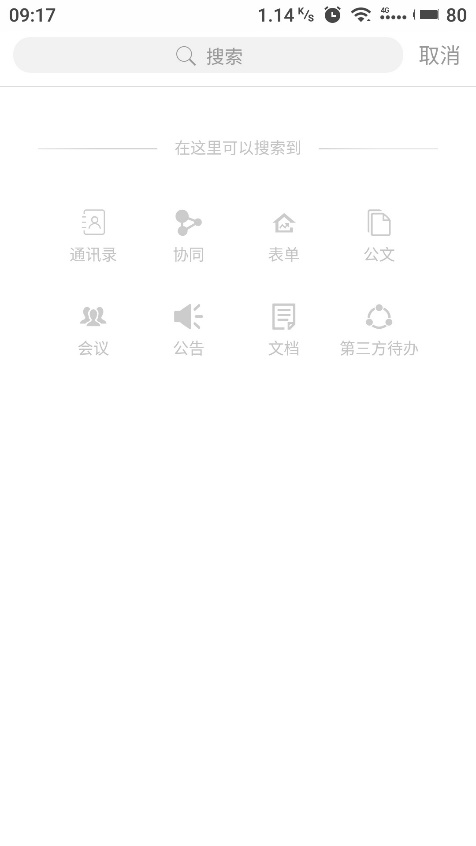 09:17 1.14 K/s 4G 80
搜索 取消
在这里可以搜索到
通讯录 协同 表单 公文
会议 公告 文档 第三方待办